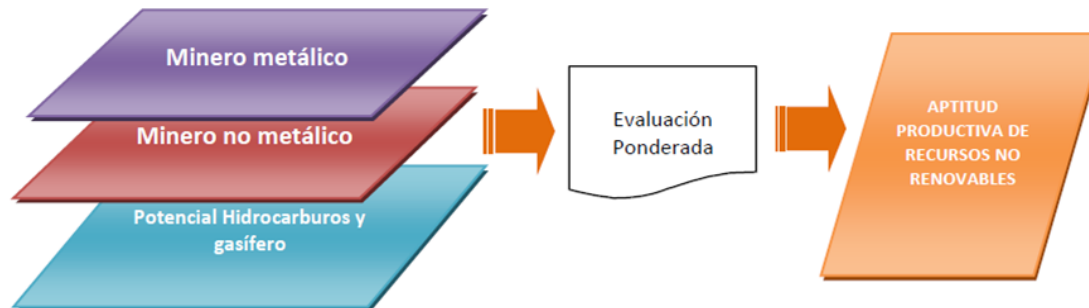 Minero metálico
Minero no metálico
Potencial Hidrocarburos y
gasífero
Evaluación
Ponderada
APTITUD
PRODUCTIVA DE
RECURSOS NO
RENOVABLES